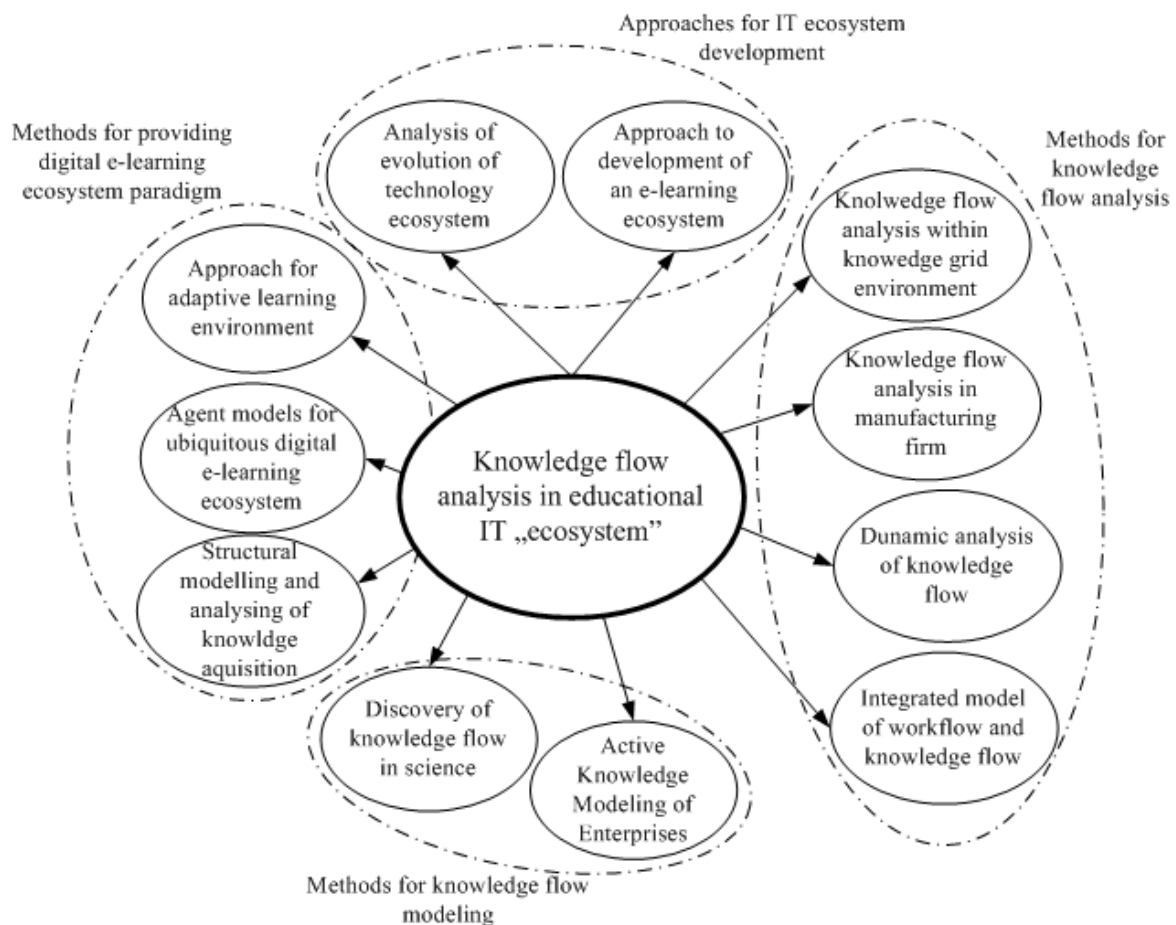 Approaches for IT ecosystem
development
Methods for providing
digital e-learning
ecosystem paradigm
Analysis of
evolution of
technology
ecosystem
Approach to
development of
an e-learning
ecosystem
Methods for
knowledge
flow analysis
Knolwedge flow
analysis within
knowedge grid
environment
Approach for
adaptive learning
environment
Knowledge flow
analysis in
manufacturing
firm
Agent models for
ubiquitous digital
e-learning
ecosystem
Knowledge flow
analysis in educational
IT „ecosystem”
Dunamic analysis
of knowledge
flow
Structural
modelling and
analysing of
knowldge
aquisition
Discovery of
knowledge flow
in science
Active
Knowledge
Modeling of
Enterprises
Integrated model
of workflow and
knowledge flow
Methods for knowledge flow
modeling